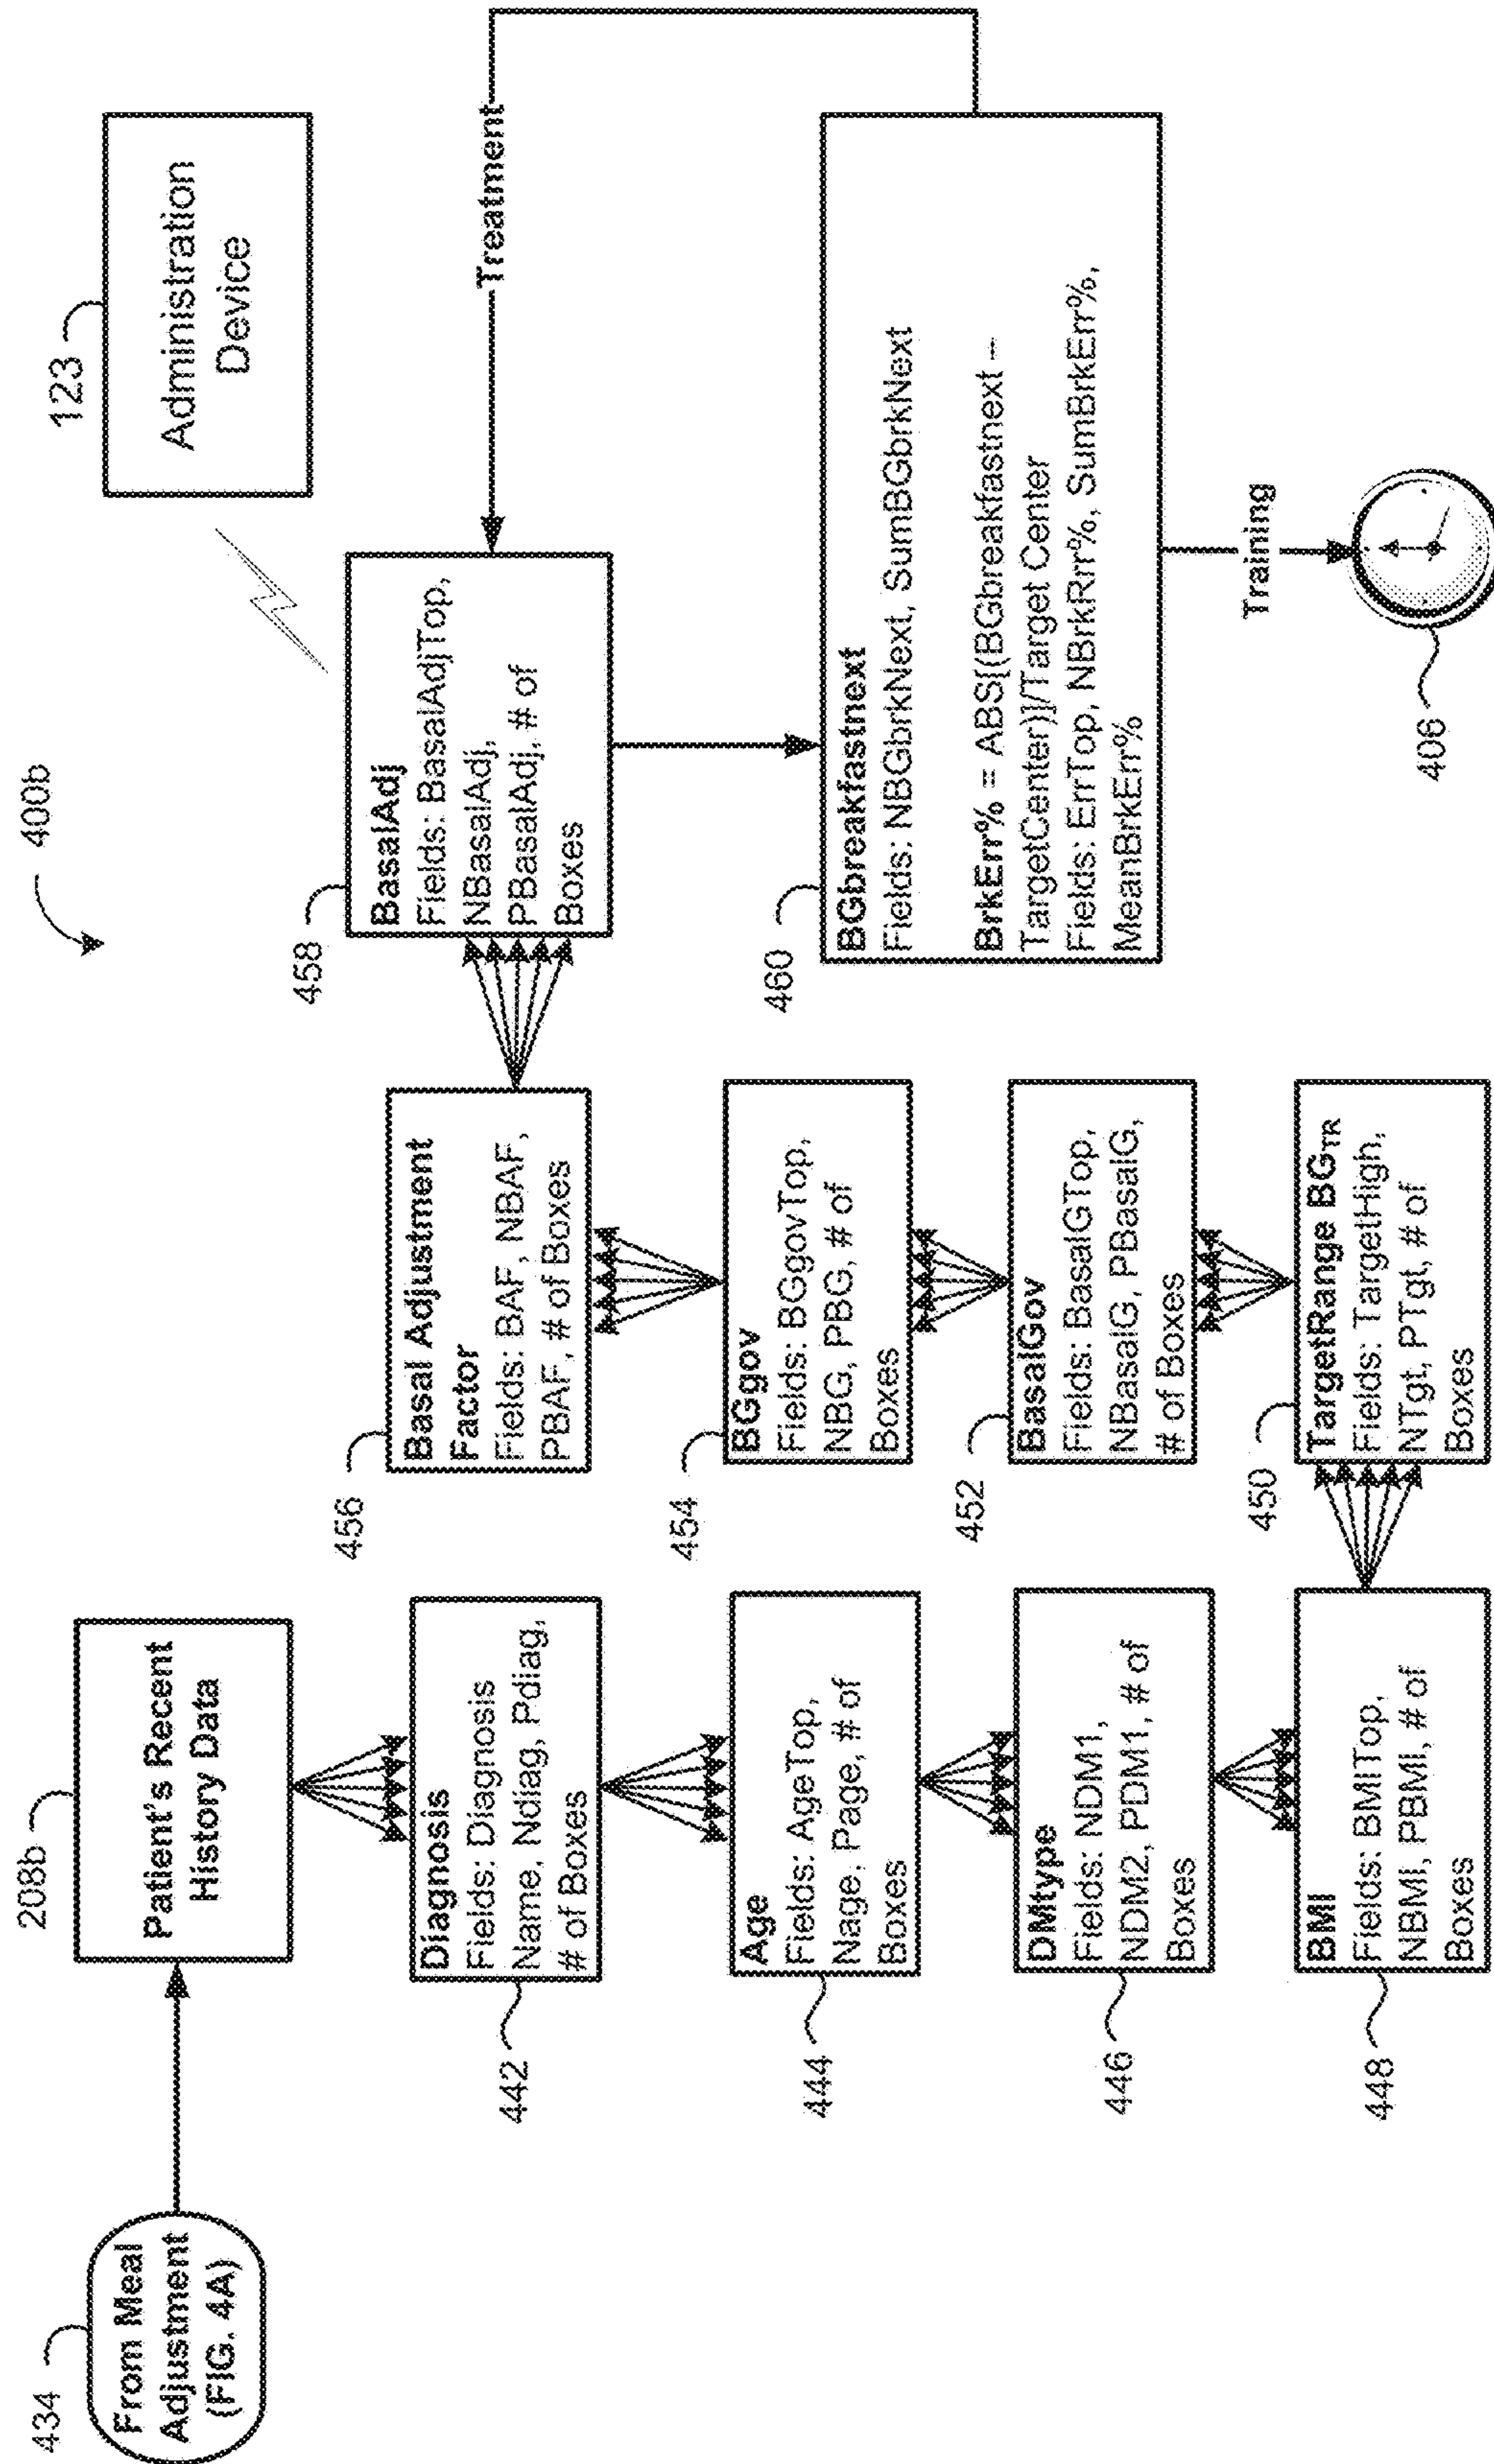 400b
434
From Meal
Adjustment
(FIG. 4A)
208b
Patient's Recent
History Data
442
Diagnosis
Fields: Diagnosis
Name, Ndiag, Pdiag,
# of Boxes
444
Age
Fields: AgeTop,
Nage, Page, # of
Boxes
446
DMtype
Fields: NDM1,
NDM2, PDM1, # of
Boxes
448
BMI
Fields: BMITop,
NBMI, PBMI, # of
Boxes
450
TargetRange BGTR
Fields: TargetHigh,
NTgt, PTgt, # of
Boxes
452
BasalGov
Fields: BasalGTop,
NBasalG, PBasalG,
# of Boxes
454
BGgov
Fields: BGgovTop,
NBG, PBG, # of
Boxes
456
Basal Adjustment
Factor
Fields: BAF, NBAF,
PBAF, # of Boxes
458
BasalAdj
Fields: BasalAdjTop,
NBasalAdj,
PBasalAdj, # of
Boxes
123
Administration
Device
Treatment
460
BGbreakfastnext
Fields: NBGbrkNext, SumBGbrkNext
BrkErr% = ABS[(BGbreakfastnext –
TargetCenter)]/Target Center
Fields: ErrTop, NBrkRrr%, SumBrkErr%,
MeanBrkErr%
Training
406